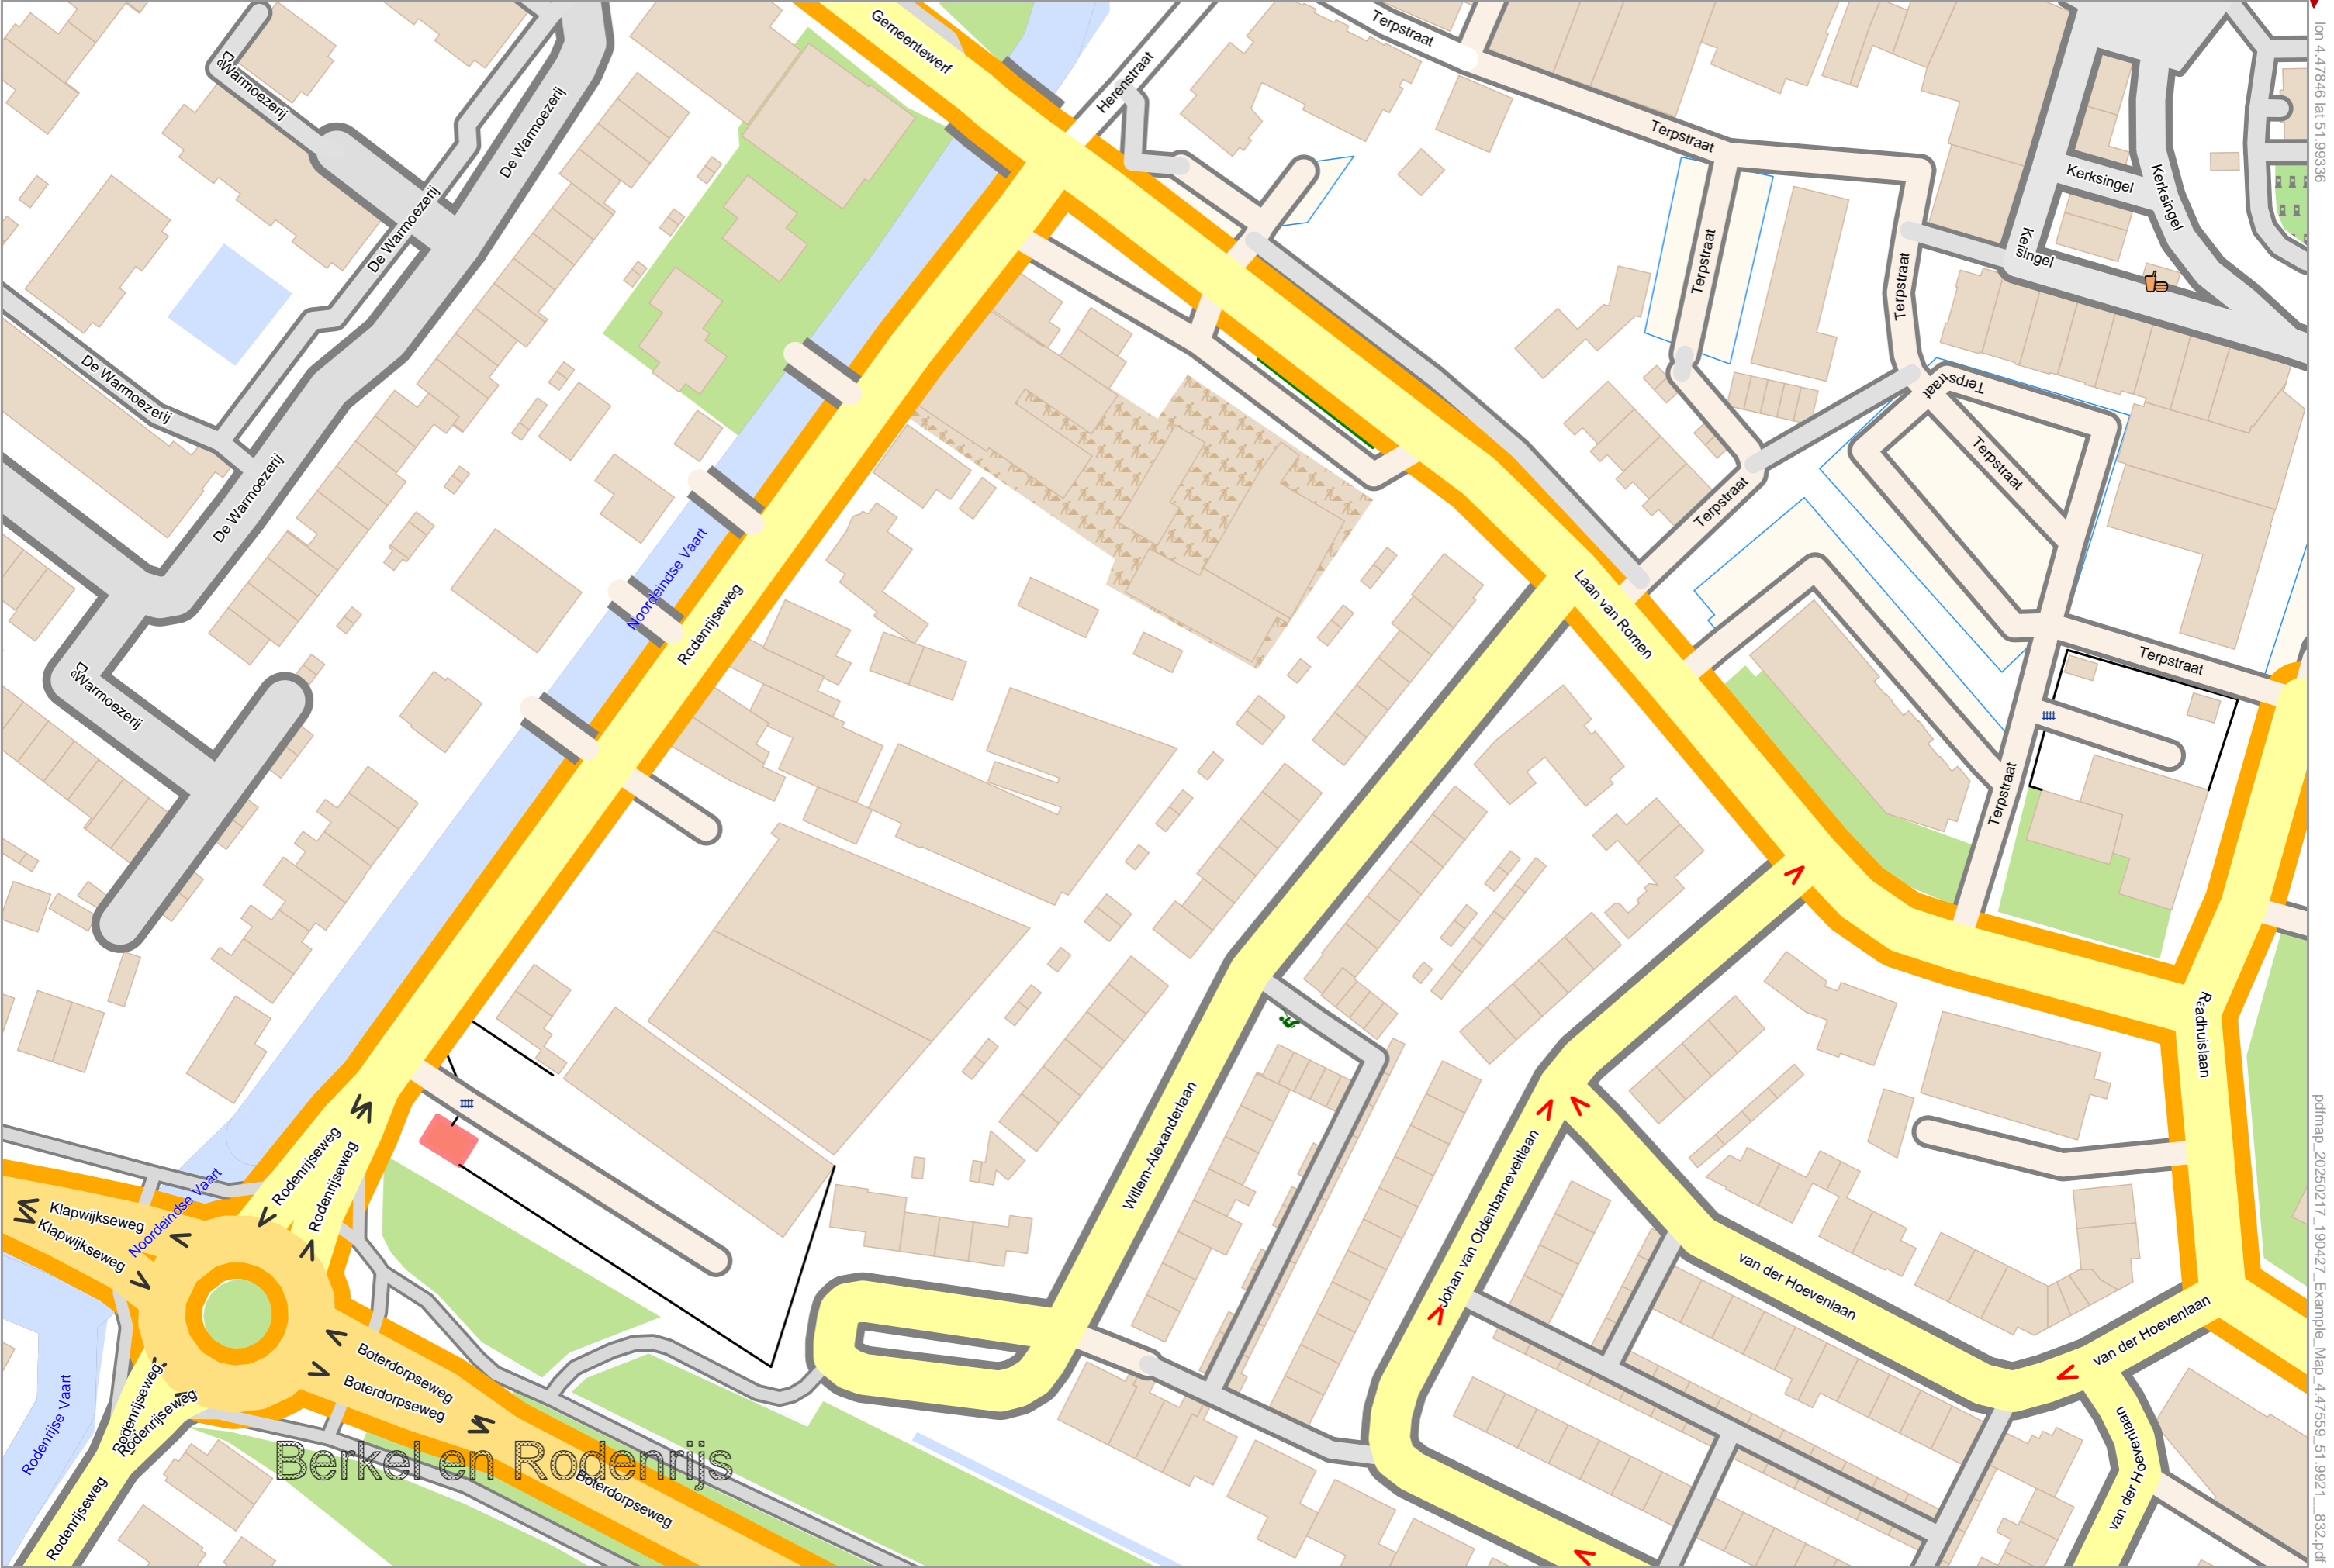 Gemeentewerf
Herenstraat
Terpstraat
lon 4.47846 lat 51.99336
De
Warmoezerij
De Warmoezerij
De Warmoezerij
Terpstraat
Kerksingel
Kerksingel
Terpstraat
Terpstraat
De Warmoezerij
Terpstraat
Terpstraat
De Warmoezerij
Terpstraat
Noordeindse Vaart
Laan van Romen
Terpstraat
Warmoezerij
Terpstraat
Raadhuislaan
Willem-Alexanderlaan
Johan van Oldenbarneveltlaan
Rodenrijseweg
Rodenrijseweg
Klapwijkseweg
Klapwijkseweg
Noordeindse Vaart
van der Hoevenlaan
van der Hoevenlaan
Boterdorpseweg
Boterdorpseweg
Rodenrijseweg
Rodenrijseweg
Rodenrijse Vaart
Berkel en Rodenrijs
Boterdorpseweg
Rodenrijseweg
van der Hoevenlaan
van der Hoevenlaan
pdfmap_20250217_190427_Example_Map_4.47559_51.9921__832.pdf